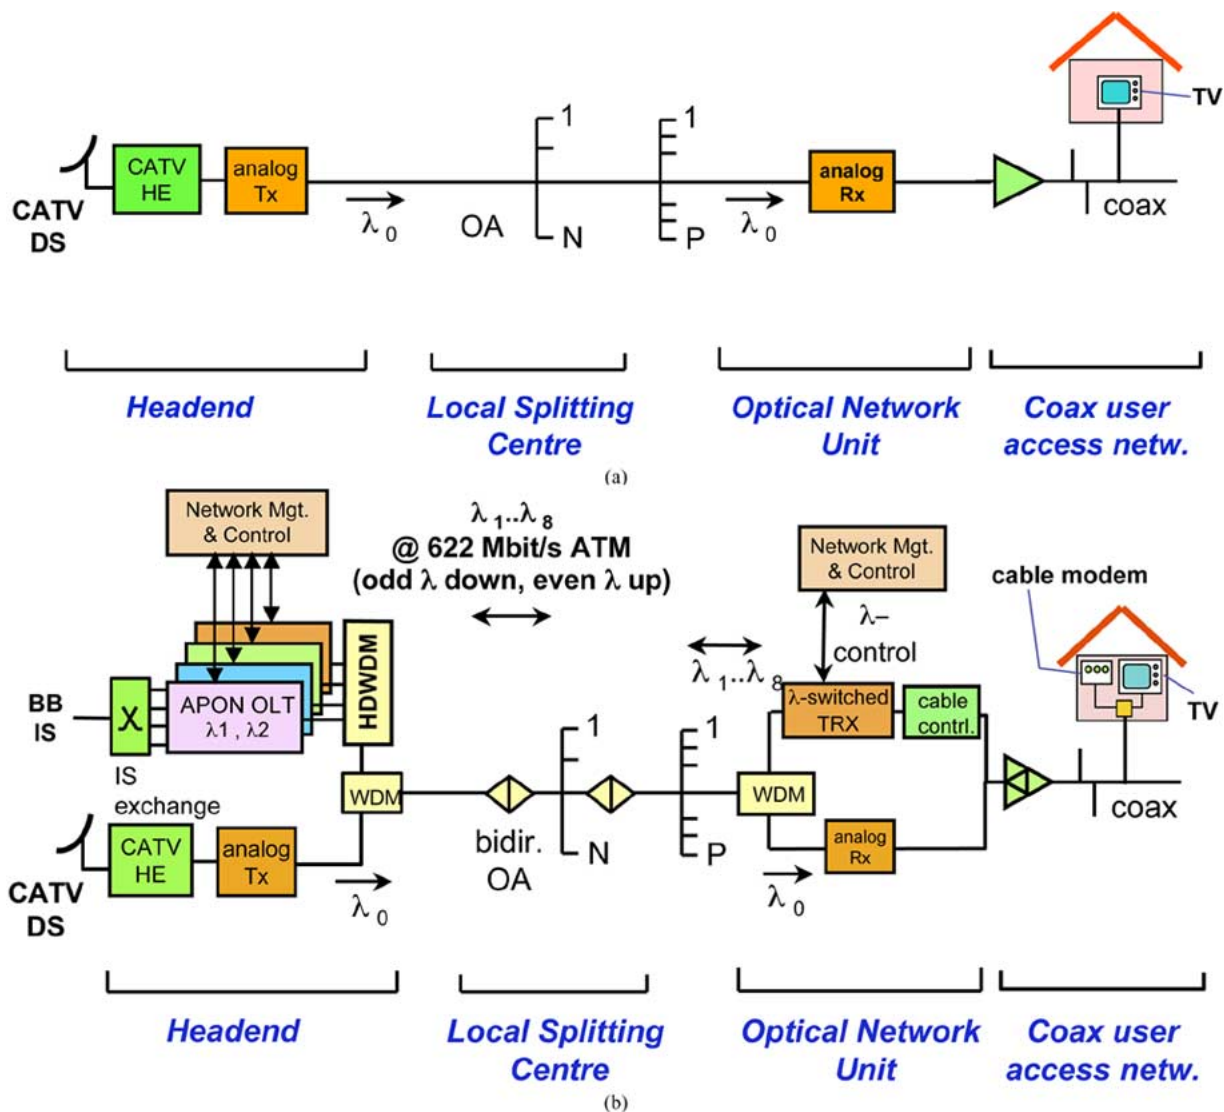 TV
CATV
HE
analog
Tx
CATV
DS
λ 0
OA
1
N
1
P
λ 0
analog
Rx
coax
Headend
Local Splitting
Centre
Optical Network
Unit
Coax user
access netw.
(a)
Network Mgt.
& Control
λ 1..λ 8
@ 622 Mbit/s ATM
(odd λ down, even λ up)
Network Mgt.
& Control
cable modem
λ–
control
λ 1..λ 8
HDWDM
BB
IS
X
APON OLT
λ1 , λ2
λ-switched
TRX
cable
contrl.
TV
IS
exchange
WDM
1
N
1
P
WDM
coax
CATV
HE
analog
Tx
bidir.
OA
analog
Rx
CATV
DS
λ 0
λ 0
Headend
Local Splitting
Centre
Optical Network
Unit
Coax user
access netw.
(b)